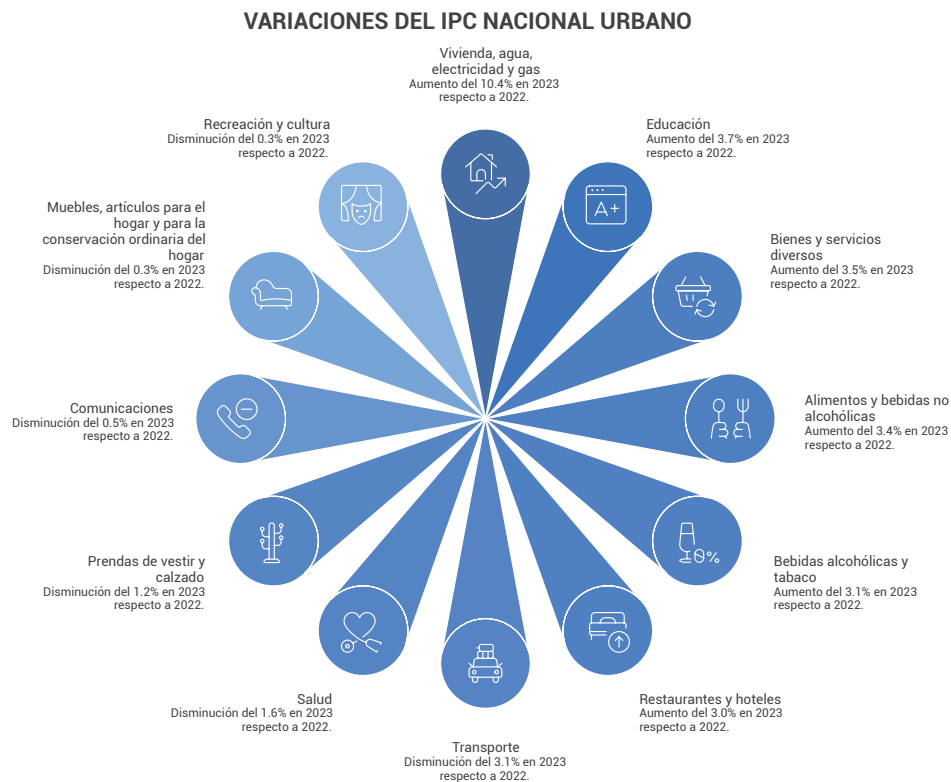 VARIACIONES DEL IPC NACIONAL URBANO
Vivienda, agua,
electricidad y gas
Aumento del 10.4% en 2023
respecto a 2022.
Educación
Aumento del 3.7% en 2023
respecto a 2022.
A+
Bienes y servicios
diversos
Aumento del 3.5% en 2023
respecto a 2022.
Alimentos y bebidas no
alcohólicas
Aumento del 3.4% en 2023
respecto a 2022.
Bebidas alcohólicas y
tabaco
Aumento del 3.1% en 2023
respecto a 2022.
0%
Restaurantes y hoteles
Aumento del 3.0% en 2023
respecto a 2022.
Transporte
Disminución del 3.1% en 2023
respecto a 2022.
Salud
Disminución del 1.6% en 2023
respecto a 2022.
Prendas de vestir y
calzado
Disminución del 1.2% en 2023
respecto a 2022.
Comunicaciones
Disminución del 0.5% en 2023
respecto a 2022.
Muebles, artículos para el
hogar y para la
conservación ordinaria del
hogar
Disminución del 0.3% en 2023
respecto a 2022.
Recreación y cultura
Disminución del 0.3% en 2023
respecto a 2022.